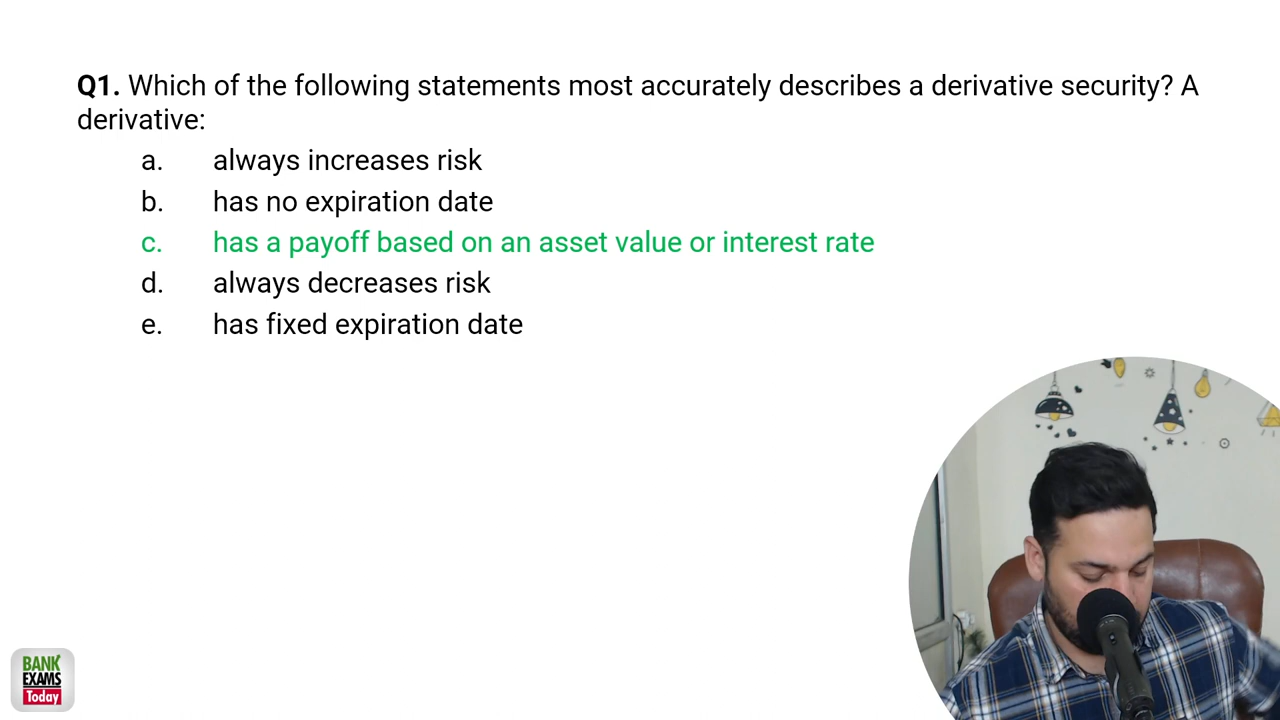 Q1. Which of the following statements most accurately describes a derivative security? A
derivative:
a. always increases risk
b. has no expiration date
c. has a payoff based on an asset value or interest rate
d. always decreases risk
e. has fixed expiration date
BANK
EXAMS
Today